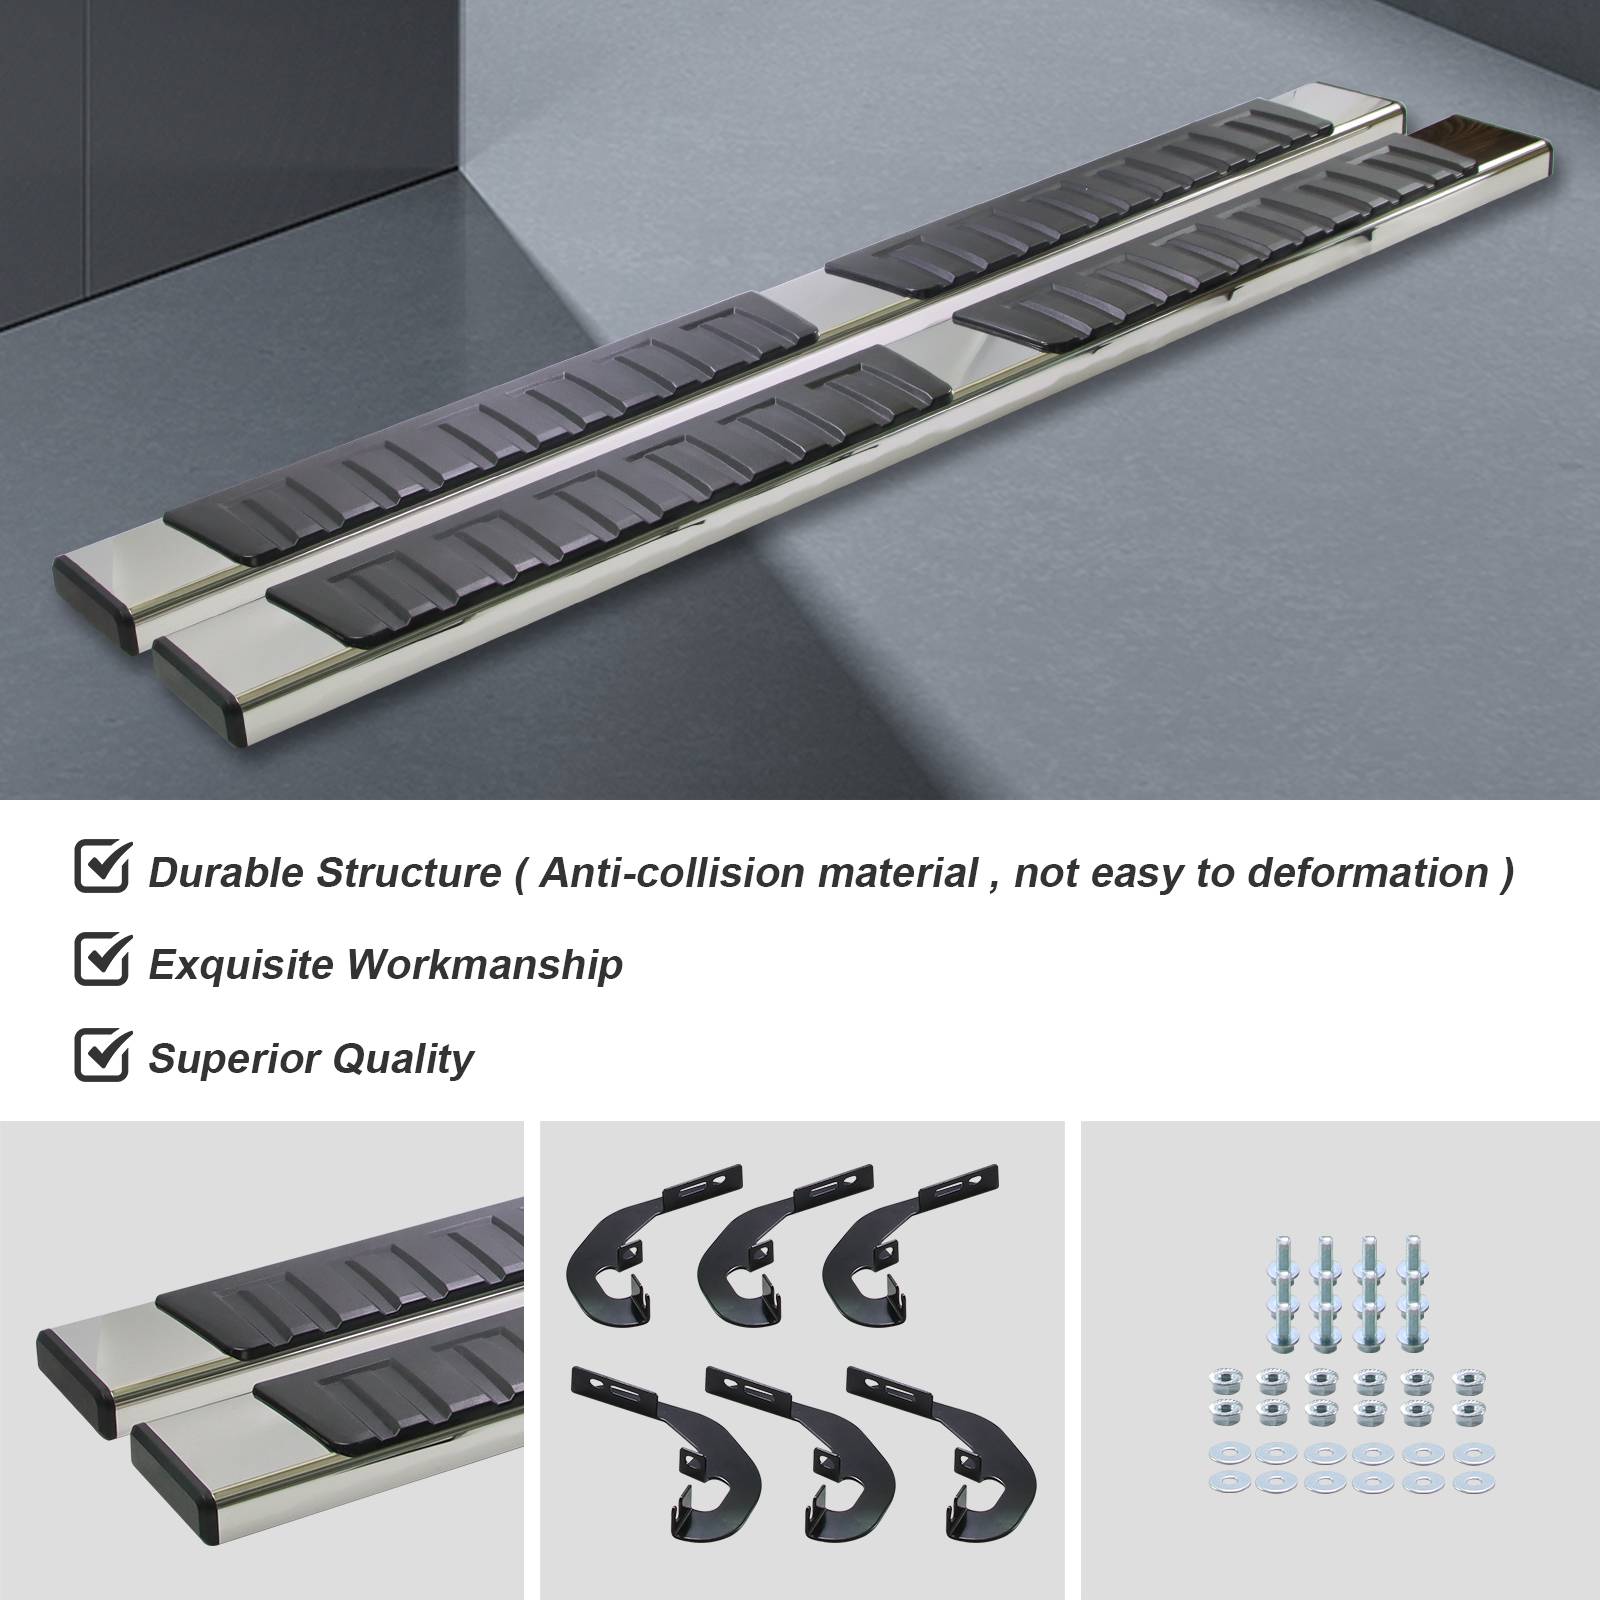 Durable Structure ( Anti-collision material , not easy to deformation )
Exquisite Workmanship
Superior Quality